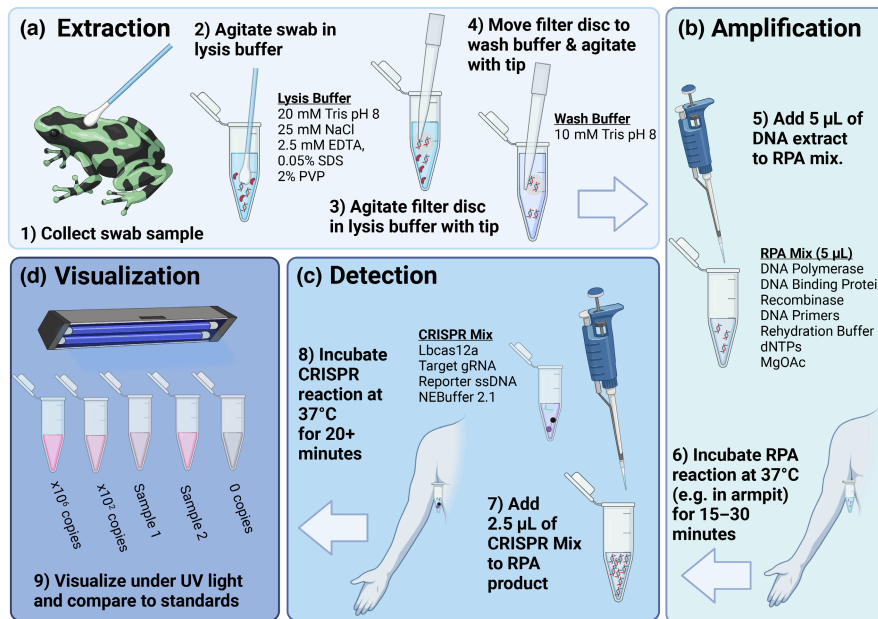 (a) Extraction
1) Collect swab sample
2) Agitate swab in
lysis buffer
Lysis Buffer
20 mM Tris pH 8
25 mM NaCl
2.5 mM EDTA,
0.05% SDS
2% PVP
3) Agitate filter disc
in lysis buffer with tip
4) Move filter disc to
wash buffer & agitate
with tip
Wash Buffer
10 mM Tris pH 8
(b) Amplification
5) Add 5 µL of
DNA extract
to RPA mix.
RPA Mix (5 µL)
DNA Polymerase
DNA Binding Protei
Recombinase
DNA Primers
Rehydration Buffer
dNTPs
MgOAc
6) Incubate RPA
reaction at 37°C
(e.g. in armpit)
for 15–30
minutes
(c) Detection
CRISPR Mix
Lbcas12a
Target gRNA
Reporter ssDNA
NEBuffer 2.1
7) Add
2.5 µL of
CRISPR Mix
to RPA
product
8) Incubate
CRISPR
reaction at
37°C
for 20+
minutes
(d) Visualization
x10⁶ copies
x10² copies
Sample 1
Sample 2
0 copies
9) Visualize under UV light
and compare to standards